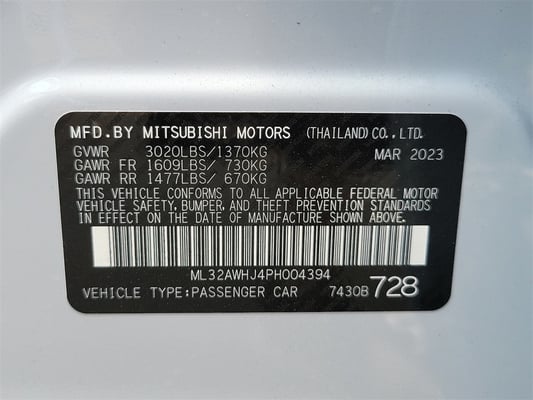 MFD.BY MITSUBISHI MOTORS (THAILAND) CO.,LTD.
GVWR 3020LBS/1370KG MAR 2023
GAWR FR 1609LBS/ 730KG
GAWR RR 1477LBS/ 670KG
THIS VEHICLE CONFORMS TO ALL APPLICABLE FEDERAL MOTOR
VEHICLE SAFETY,BUMPER,AND THEFT PREVENTION STANDARDS
IN EFFECT ON THE DATE OF MANUFACTURE SHOWN ABOVE.
ML32AWHJ4PH004394
VEHICLE TYPE:PASSENGER CAR 7430B 728